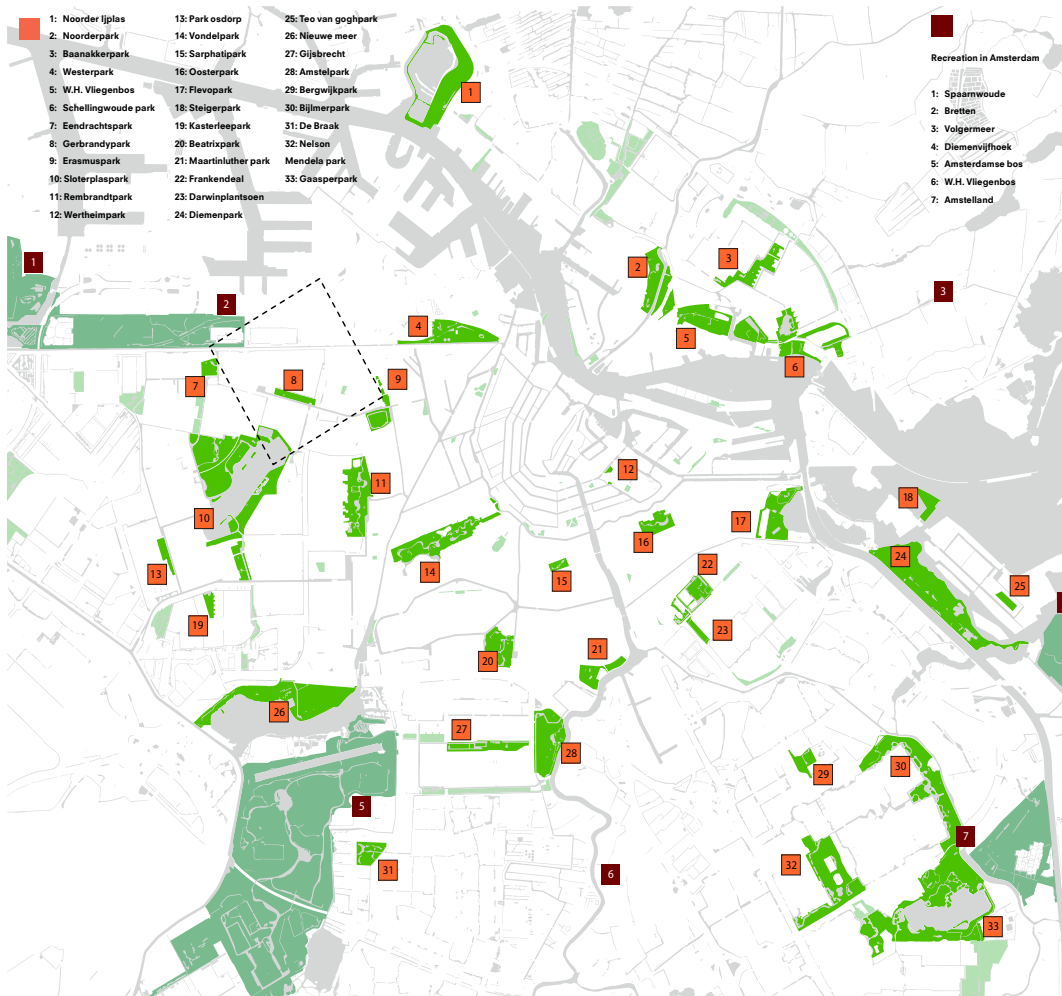 1: Noorder Ijplas
2: Noorderpark
3: Baanakkerpark
4: Westerpark
5: W.H. Vliegenbos
6: Schellingwoude park
7: Eendrachtspark
8: Gerbrandypark
9: Erasmuspark
10: Sloterplaspark
11: Rembrandtpark
12: Wertheimpark
13: Park osdorp
14: Vondelpark
15: Sarphatipark
16: Oosterpark
17: Flevopark
18: Steigerpark
19: Kasterleepark
20: Beatrixpark
21: Maartinluther park
22: Frankendeal
23: Darwinplantsoen
24: Diemenpark
25: Teo van goghpark
26: Nieuwe meer
27: Gijsbrecht
28: Amstelpark
29: Bergwijkpark
30: Bijlmerpark
31: De Braak
32: Nelson
Mendela park
33: Gaasperpark
Recreation in Amsterdam
1: Spaarnwoude
2: Bretten
3: Volgermeer
4: Diemenvijfhoek
5: Amsterdamse bos
6: W.H. Vliegenbos
7: Amstelland
1
1
2
3
2
3
4
5
6
7
8
9
10
11
12
13
14
15
16
17
18
19
20
21
22
23
24
25
26
27
28
29
30
5
31
32
6
7
33